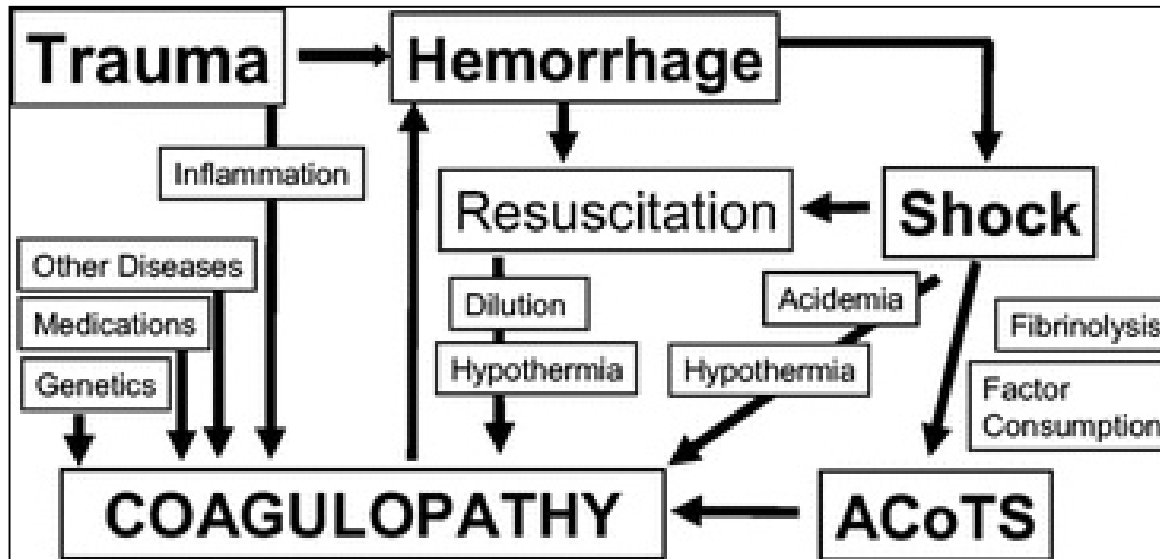 Trauma
Hemorrhage
Inflammation
Resuscitation
Shock
Other Diseases
Medications
Genetics
Dilution
Hypothermia
Acidemia
Hypothermia
Fibrinolysis
Factor
Consumption
COAGULOPATHY
ACoTS